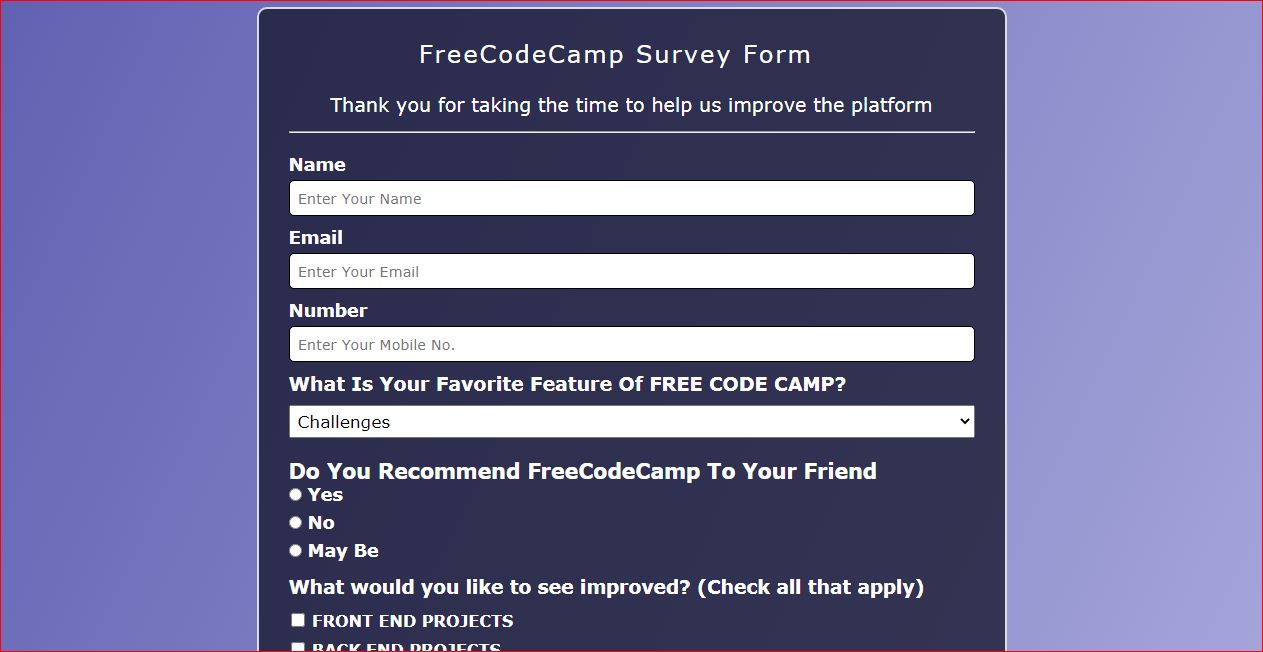 FreeCodeCamp Survey Form
Thank you for taking the time to help us improve the platform
Name
Enter Your Name
Email
Enter Your Email
Number
Enter Your Mobile No.
What Is Your Favorite Feature Of FREE CODE CAMP?
Challenges
Do You Recommend FreeCodeCamp To Your Friend
Yes
No
May Be
What would you like to see improved? (Check all that apply)
FRONT END PROJECTS
BACK END PROJECTS